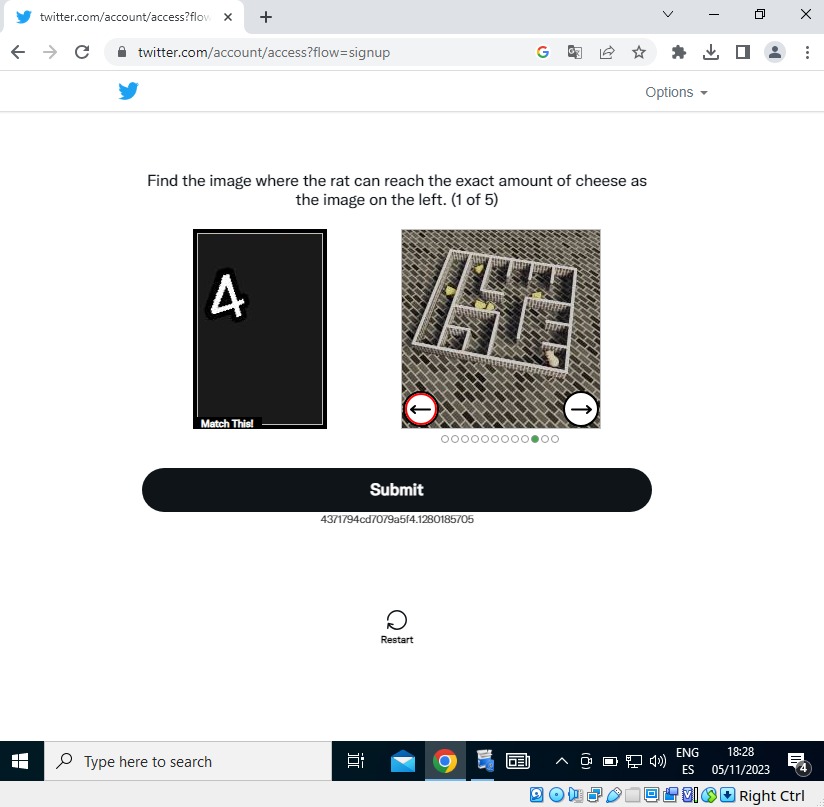 twitter.com/account/access?flow
twitter.com/account/access?flow=signup
Options
Find the image where the rat can reach the exact amount of cheese as
the image on the left. (1 of 5)
4
Match This!
Submit
4371794cd7079a5f4.1280185705
Restart
Type here to search
ENG
ES
18:28
05/11/2023
4
Right Ctrl